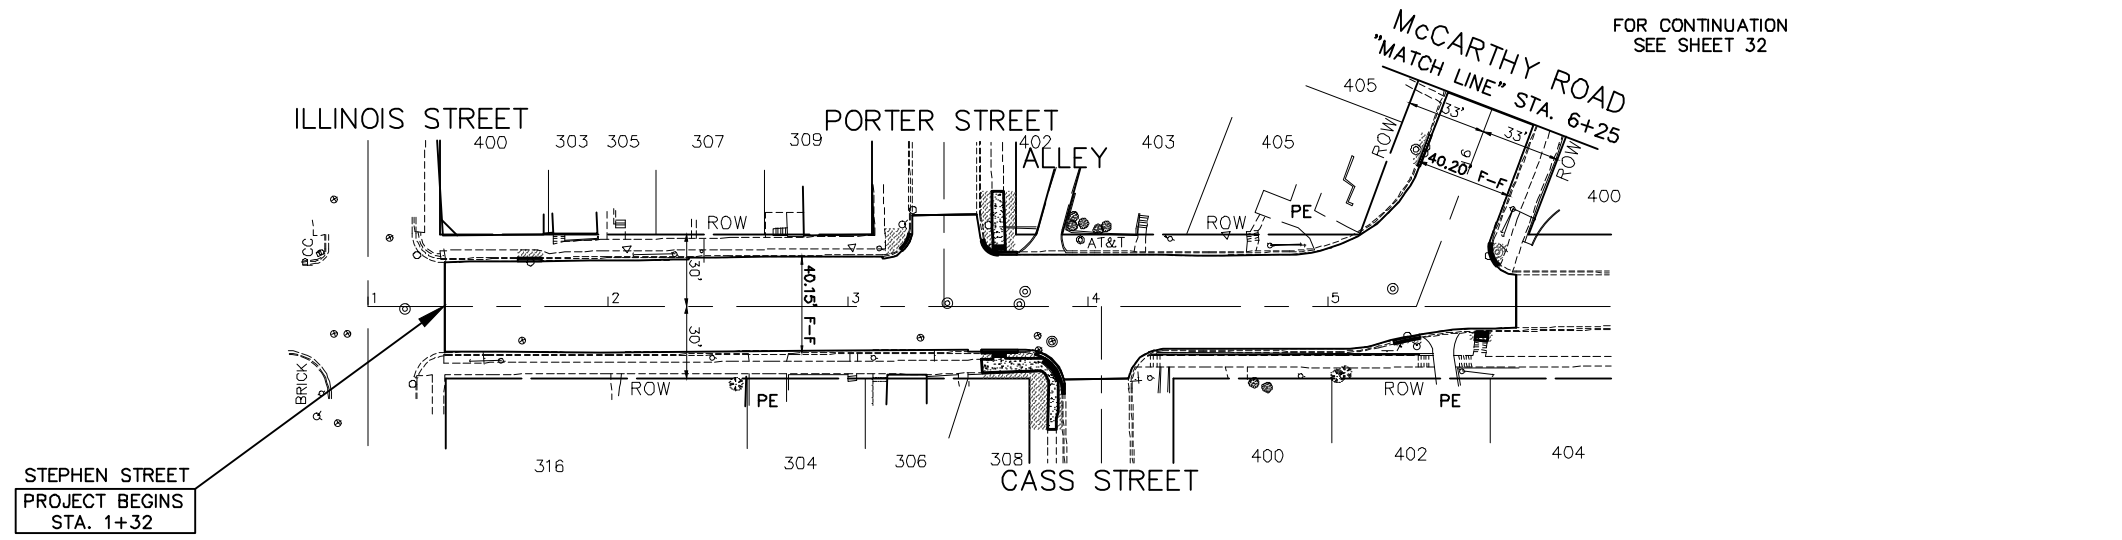 FOR CONTINUATION
SEE SHEET 32
McCARTHY ROAD
"MATCH LINE" STA. 6+25
ILLINOIS STREET
PORTER STREET
ALLEY
400
303
305
307
309
402
403
405
405
400
33'
33'
ROW
ROW
40.20' F-F
6
ROW
ROW
PE
AT&T
PCC
30'
30'
40.15' F-F
1
2
3
4
5
BRICK
ROW
PE
ROW
PE
316
304
306
308
400
402
404
CASS STREET
STEPHEN STREET
PROJECT BEGINS
STA. 1+32